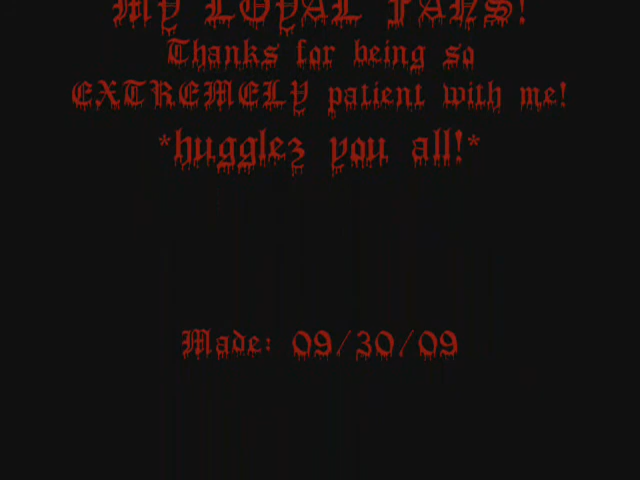 MY LOYAL FANS!
Thanks for being so
EXTREMELY patient with me!
*hugglez you all!*
Made: 09/30/09